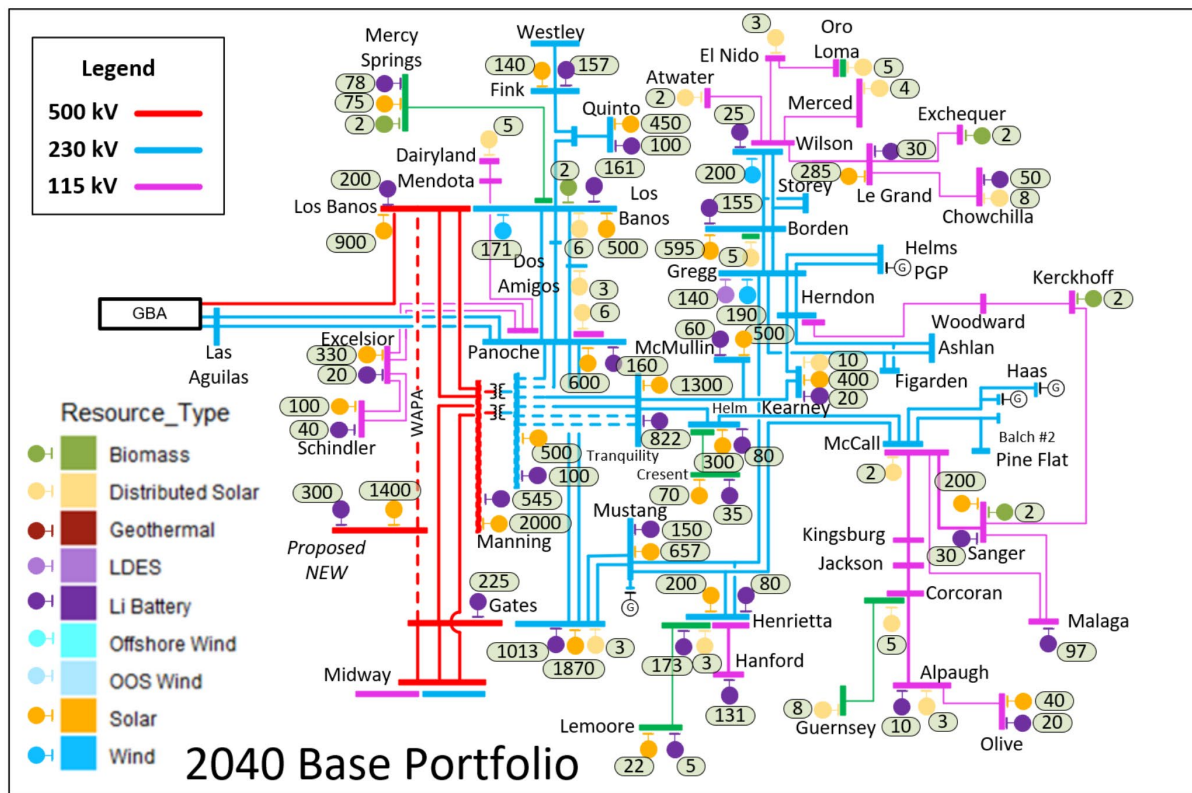 Legend
500 kV
230 kV
115 kV
Mercy
Springs
78
75
2
Westley
140
157
Fink
Quinto
450
100
5
Dairyland
Mendota
200
Los Banos
900
2
161
Los
Banos
171
6
500
Dos
Amigos
3
6
3
El Nido
Oro
Loma
5
Atwater
2
Merced
4
25
Exchequer
2
Wilson
30
200
285
Le Grand
50
8
Chowchilla
Storey
155
Borden
595
5
Gregg
Helms
PGP
140
190
Herndon
Kerckhoff
2
Woodward
Ashlan
Figarden
60
500
McMullin
10
400
20
Kearney
GBA
Las
Aguilas
Excelsior
330
20
100
40
Schindler
WAPA
Panoche
600
160
1300
822
Tranquility
Helm
300
80
Cresent
70
35
500
100
545
2000
Manning
300
1400
Proposed
NEW
Mustang
150
657
G
Haas
G
G
McCall
Balch #2
Pine Flat
2
200
2
30
Sanger
Kingsburg
Jackson
Corcoran
Malaga
97
225
Gates
1013
1870
3
200
80
Henrietta
173
3
Hanford
131
Midway
Lemoore
22
5
5
8
Guernsey
Alpaugh
10
3
40
20
Olive
Resource_Type
Biomass
Distributed Solar
Geothermal
LDES
Li Battery
Offshore Wind
OOS Wind
Solar
Wind
2040 Base Portfolio